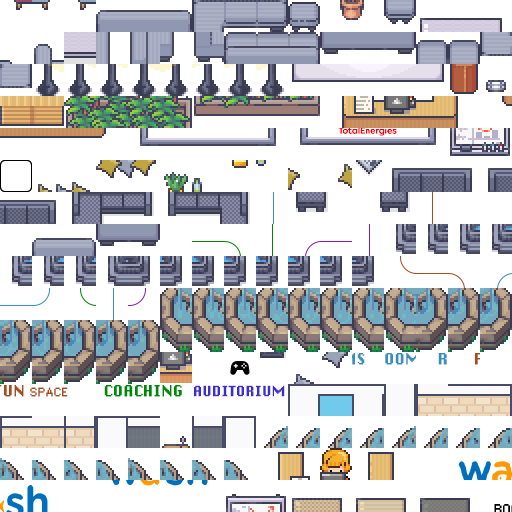 TotalEnergies
IS OOM R F
UN SPACE COACHING AUDITORIUM
wa
sh